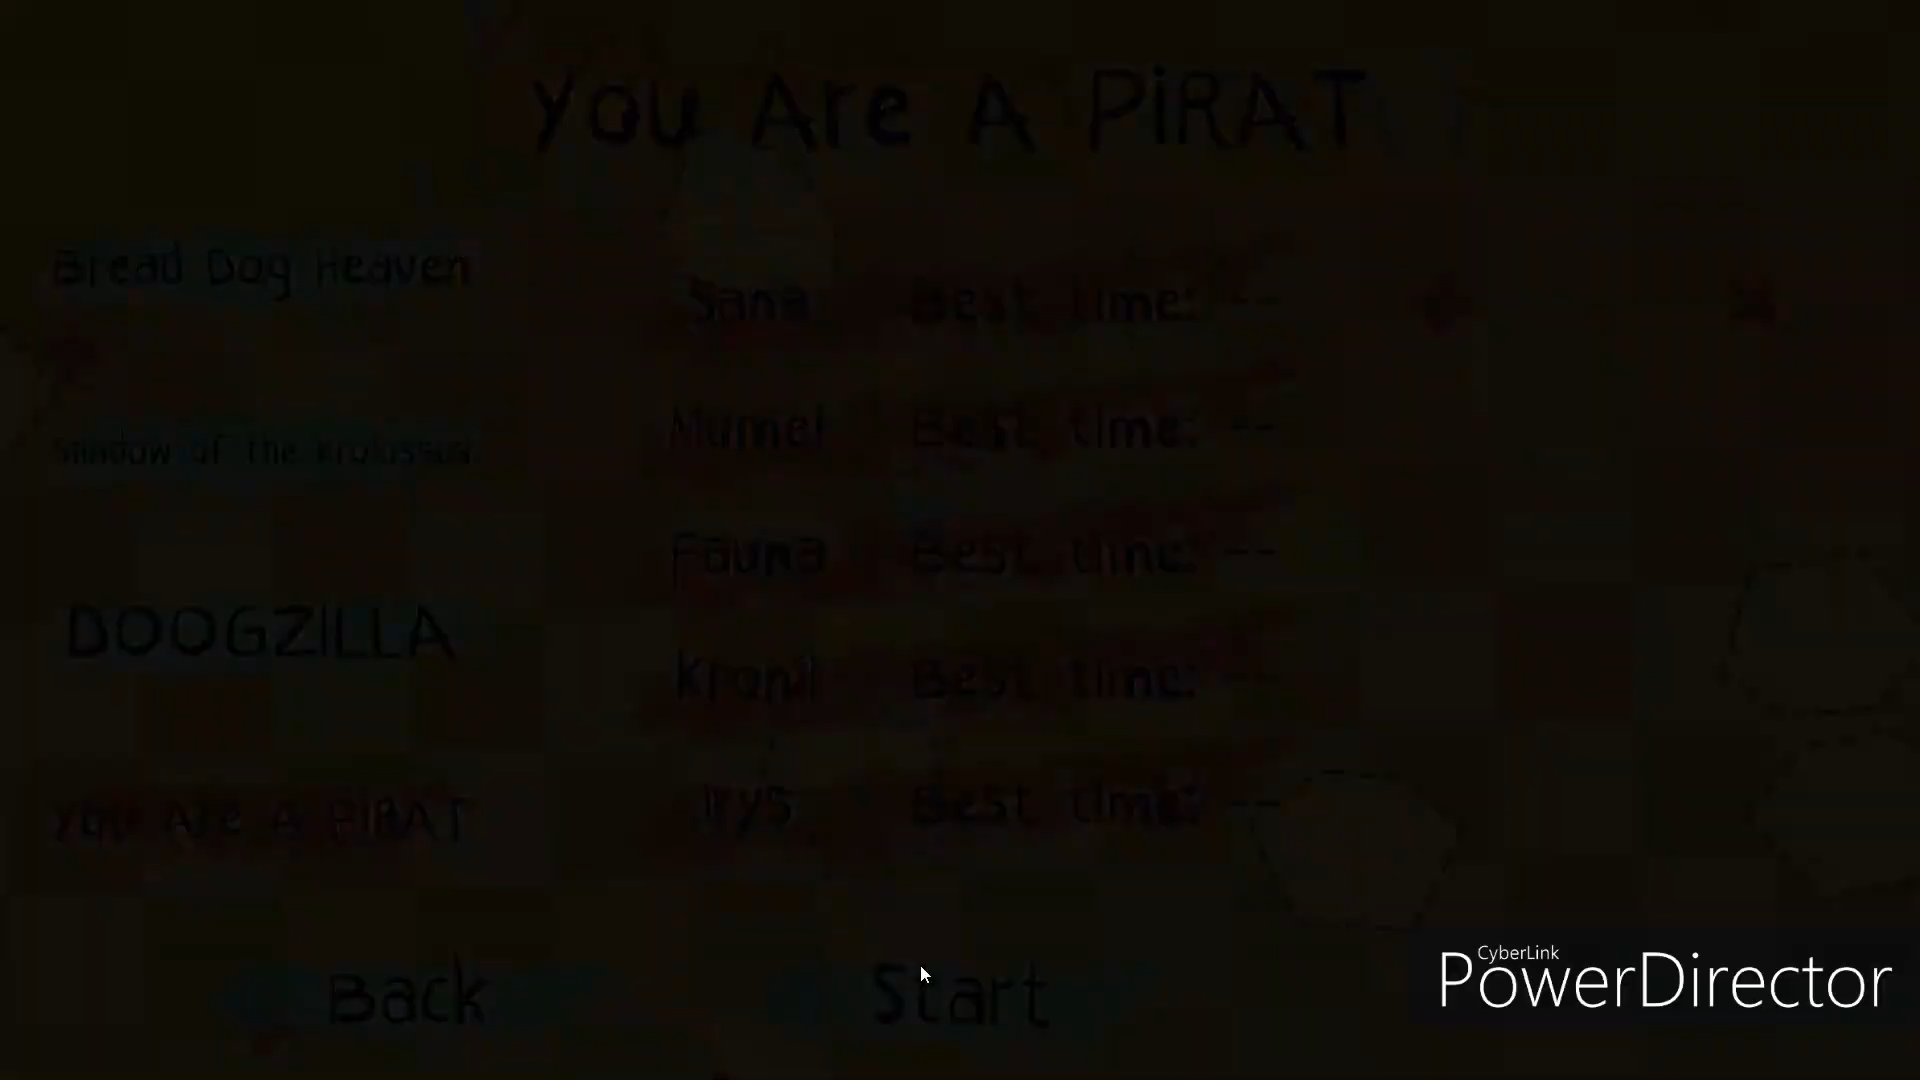 You Are A PiRAT
Bread Dog Heaven
Sana Best time: --
Mumei Best time: --
Shadow of the Krolossus
Fauna Best time: --
DOOGZILLA
Kronii Best time: --
You Are A PiRAT
Irys Best time: --
Back Start
CyberLink
PowerDirector